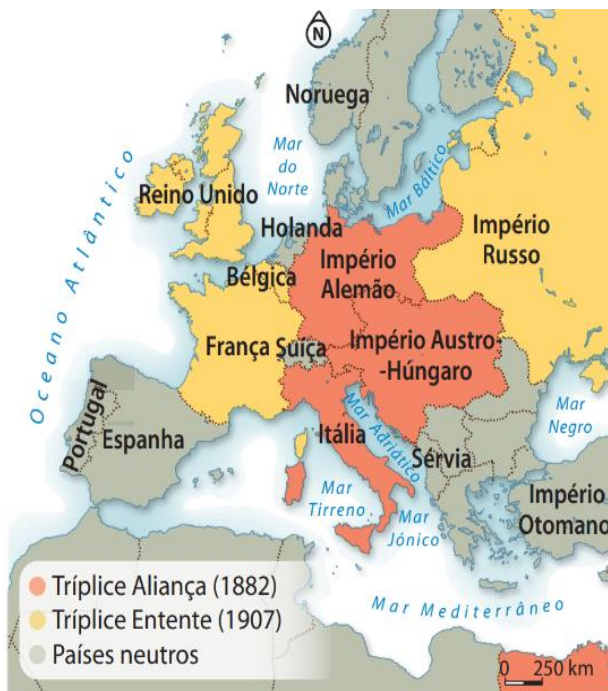 N
Noruega
Mar
do
Norte
Mar Báltico
Oceano Atlântico
Reino Unido
Holanda
Império
Russo
Bélgica
Império
Alemão
França
Suíça
Império Austro-
-Húngaro
Portugal
Espanha
Itália
Mar Adriático
Sérvia
Mar
Negro
Mar
Tirreno
Mar
Jónico
Império
Otomano
Mar Mediterrâneo
Tríplice Aliança (1882)
Tríplice Entente (1907)
Países neutros
0 250 km